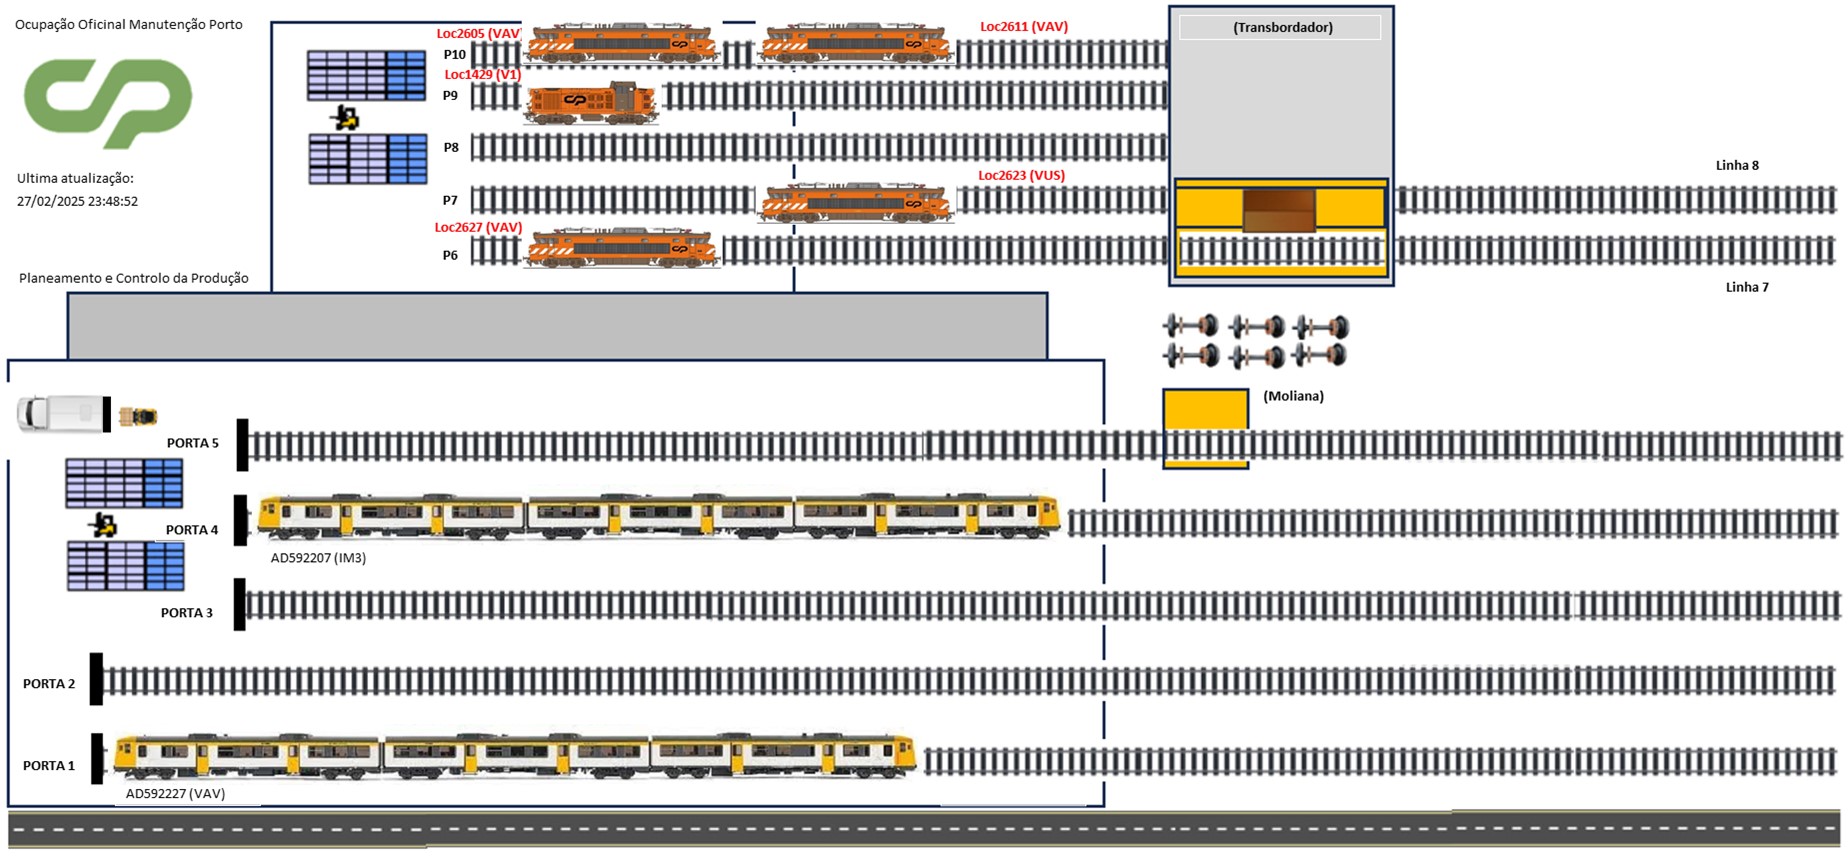 Ocupação Oficinal Manutenção Porto
CP
Ultima atualização:
27/02/2025 23:48:52
Planeamento e Controlo da Produção
Loc2605 (VAV)
Loc2611 (VAV)
P10
Loc1429 (V1)
P9
P8
Loc2623 (VUS)
P7
Loc2627 (VAV)
P6
(Transbordador)
Linha 8
Linha 7
(Moliana)
PORTA 5
PORTA 4
AD592207 (IM3)
PORTA 3
PORTA 2
PORTA 1
AD592227 (VAV)